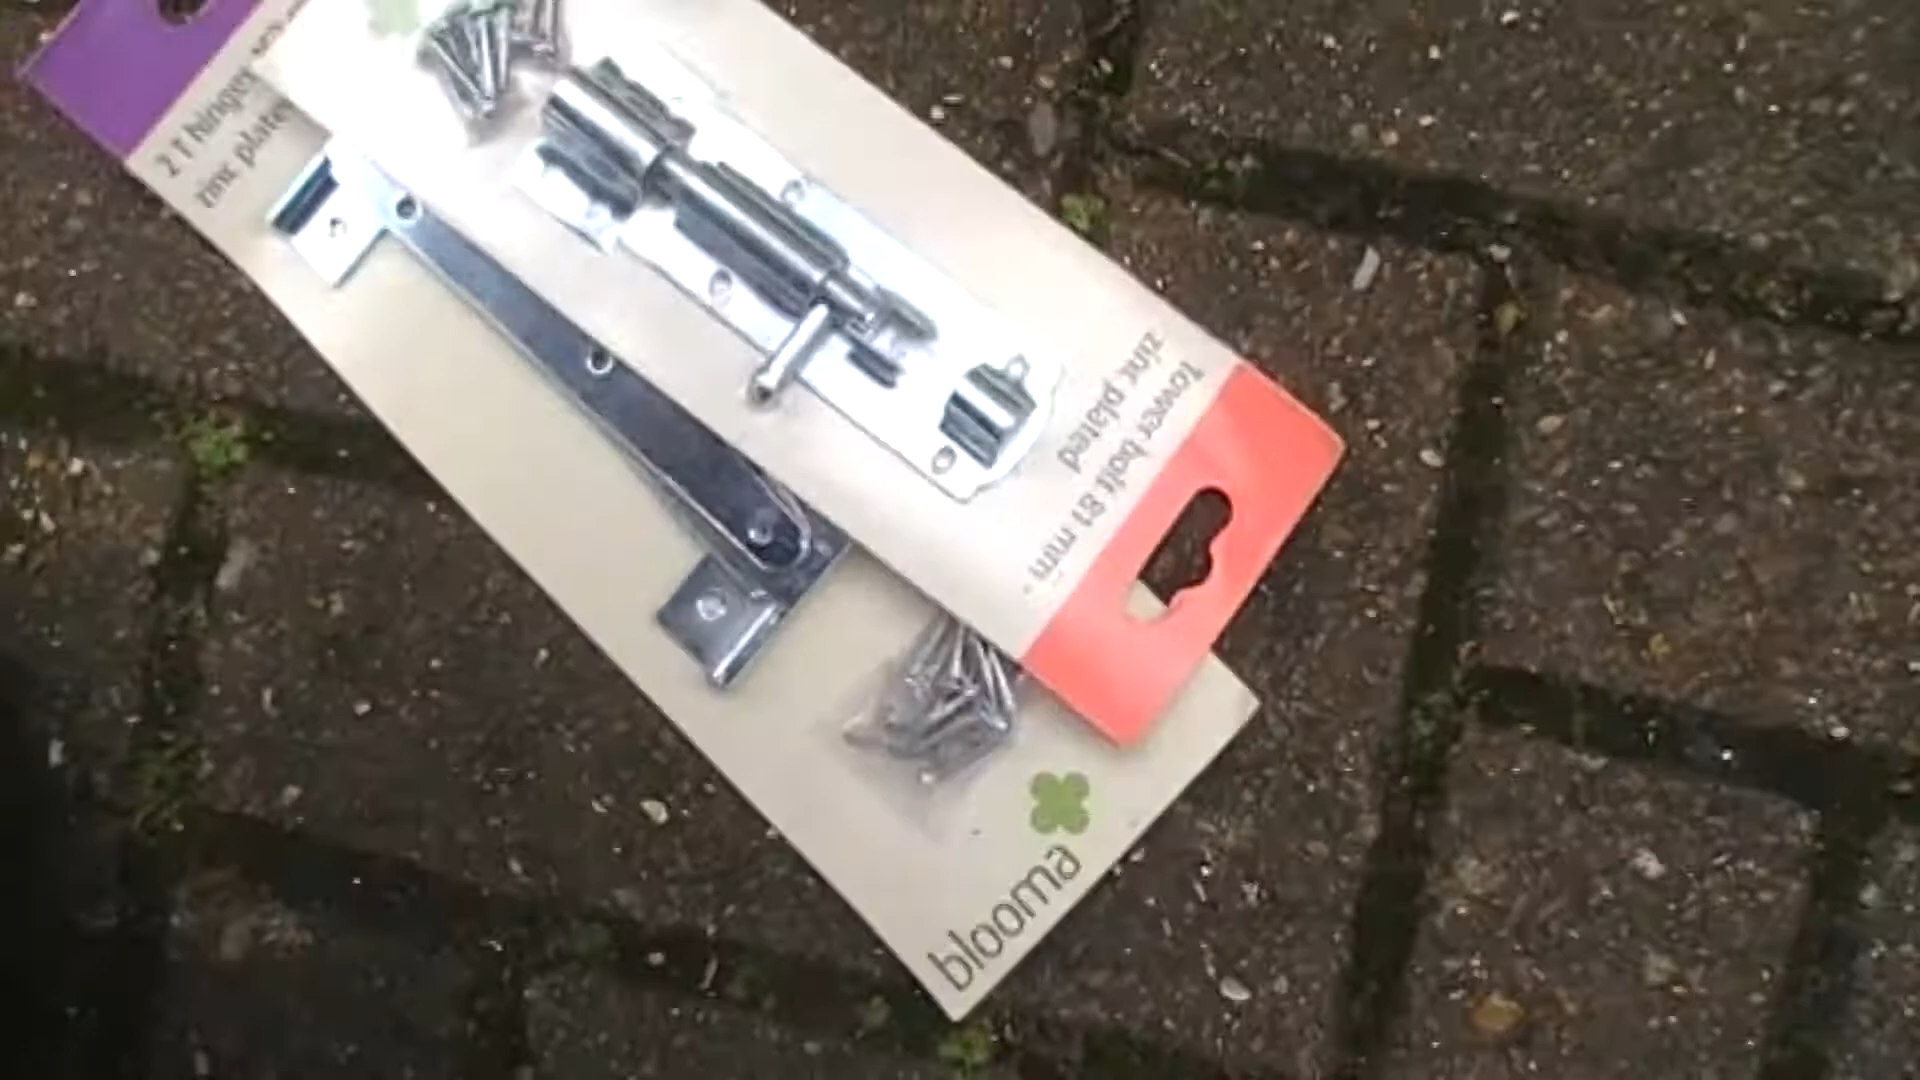 2 T hinges
zinc plated
Tower bolt 81 mm
zinc plated
blooma